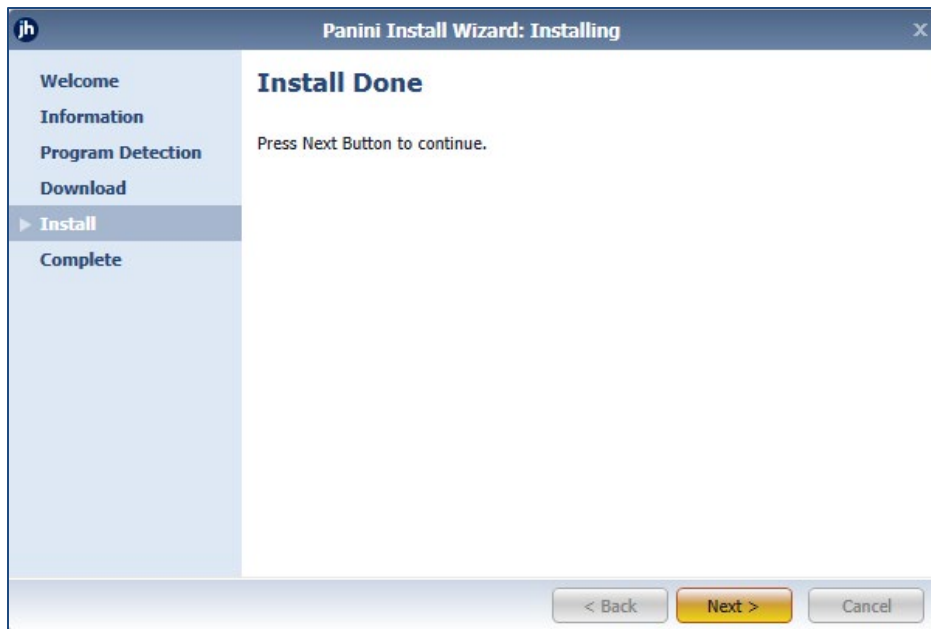 jh
Panini Install Wizard: Installing
x
Welcome
Information
Program Detection
Download
Install
Complete
Install Done
Press Next Button to continue.
< Back
Next >
Cancel